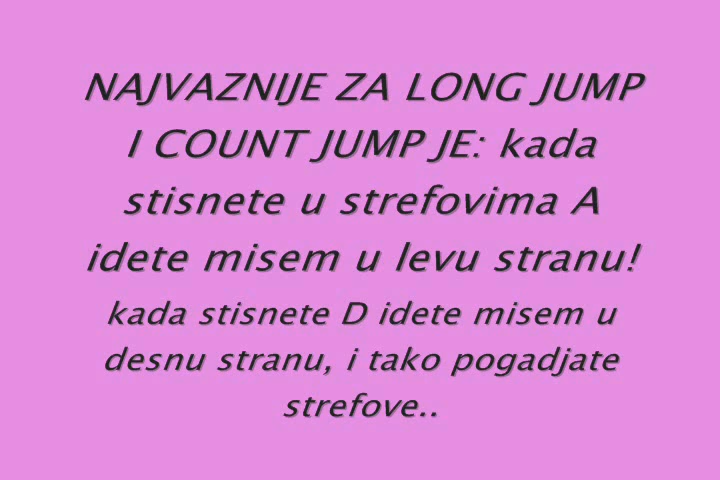 NAJVAZNIJE ZA LONG JUMP
I COUNT JUMP JE: kada
stisnete u strefovima A
idete misem u levu stranu!
kada stisnete D idete misem u
desnu stranu, i tako pogadjate
strefove..